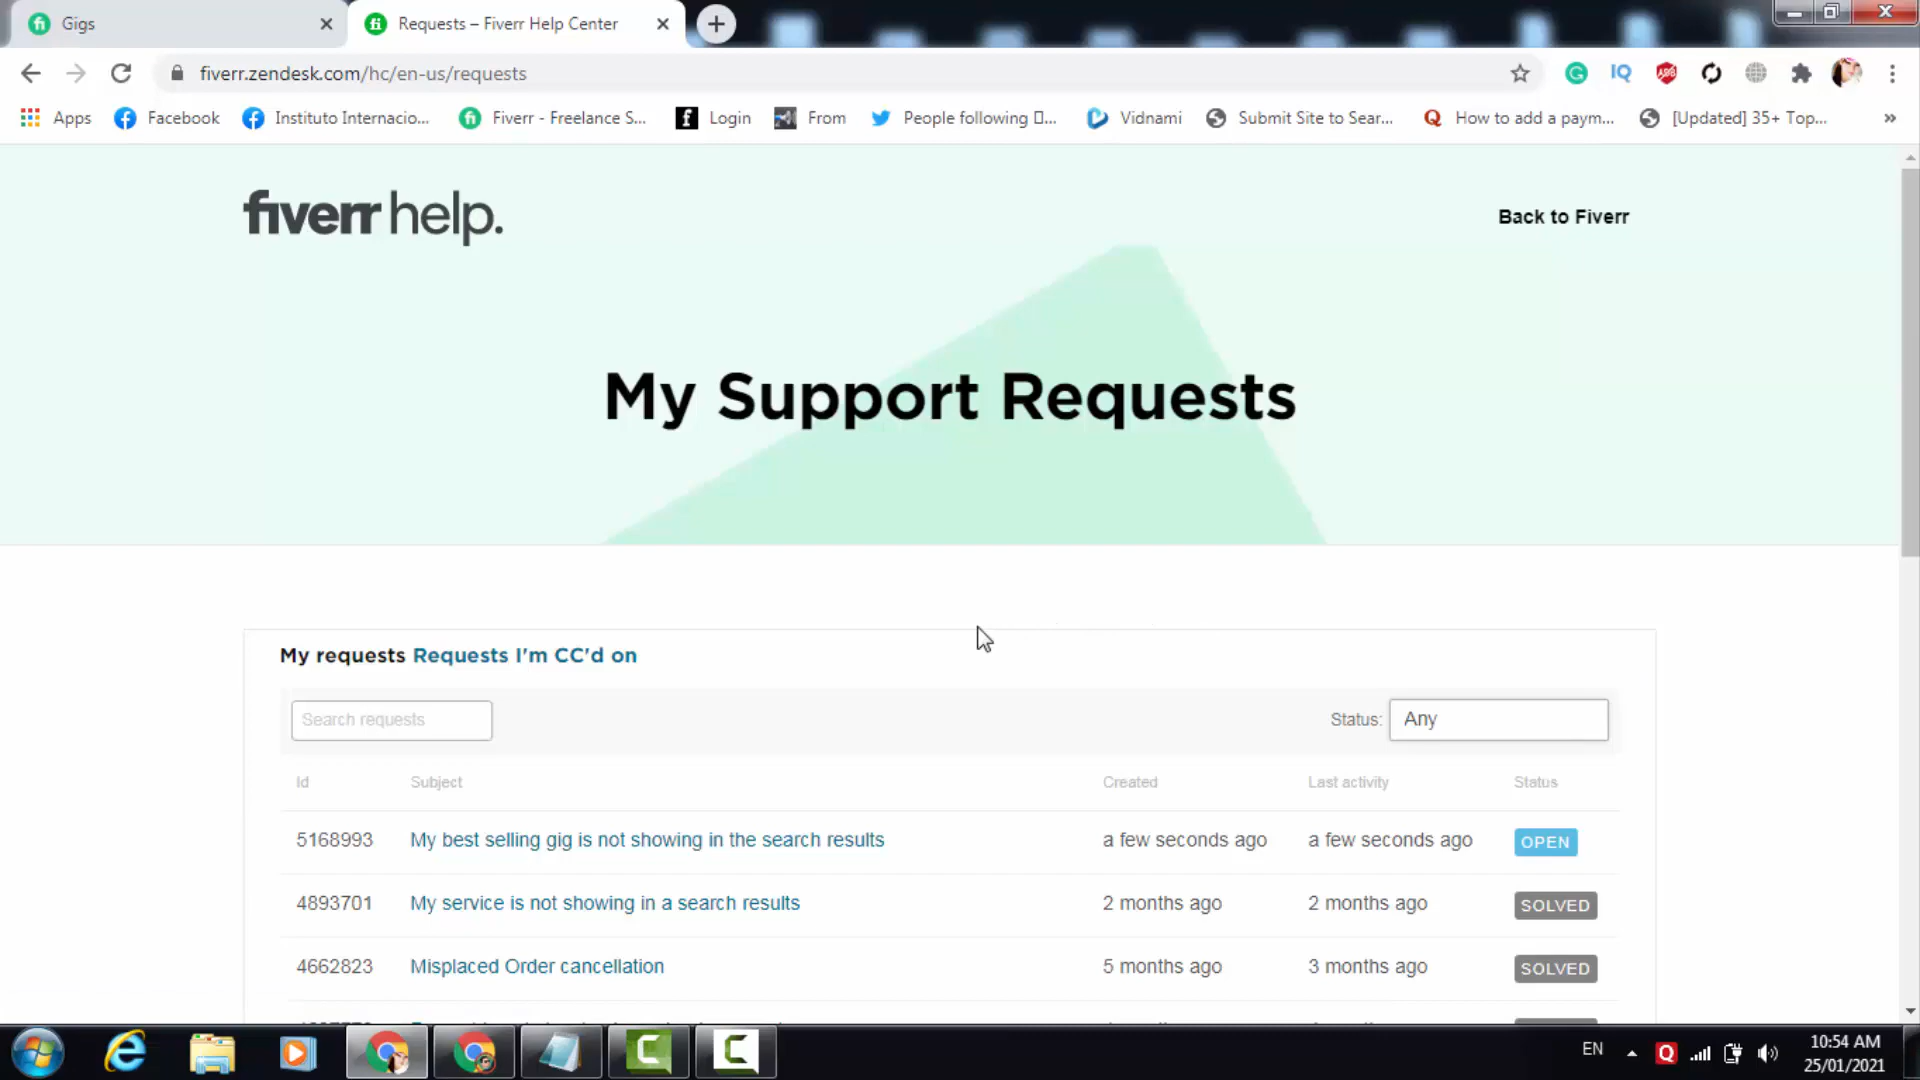 Gigs
Requests – Fiverr Help Center
fiverr.zendesk.com/hc/en-us/requests
IQ
ABP
Apps
Facebook
Instituto Internacio...
Fiverr - Freelance S...
Login
From
People following ...
Vidnami
Submit Site to Sear...
How to add a paym...
[Updated] 35+ Top...
»
fiverr help.
Back to Fiverr
My Support Requests
My requests Requests I'm CC'd on
Search requests
Status: Any
Id Subject Created Last activity Status
5168993 My best selling gig is not showing in the search results a few seconds ago a few seconds ago OPEN
4893701 My service is not showing in a search results 2 months ago 2 months ago SOLVED
4662823 Misplaced Order cancellation 5 months ago 3 months ago SOLVED
EN
10:54 AM
25/01/2021